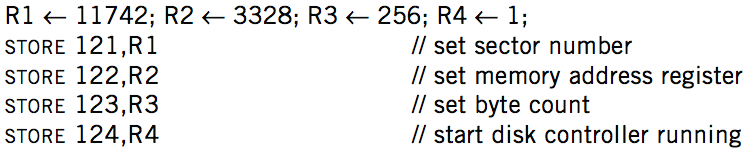 R1 ← 11742; R2 ← 3328; R3 ← 256; R4 ← 1;
STORE 121,R1 // set sector number
STORE 122,R2 // set memory address register
STORE 123,R3 // set byte count
STORE 124,R4 // start disk controller running